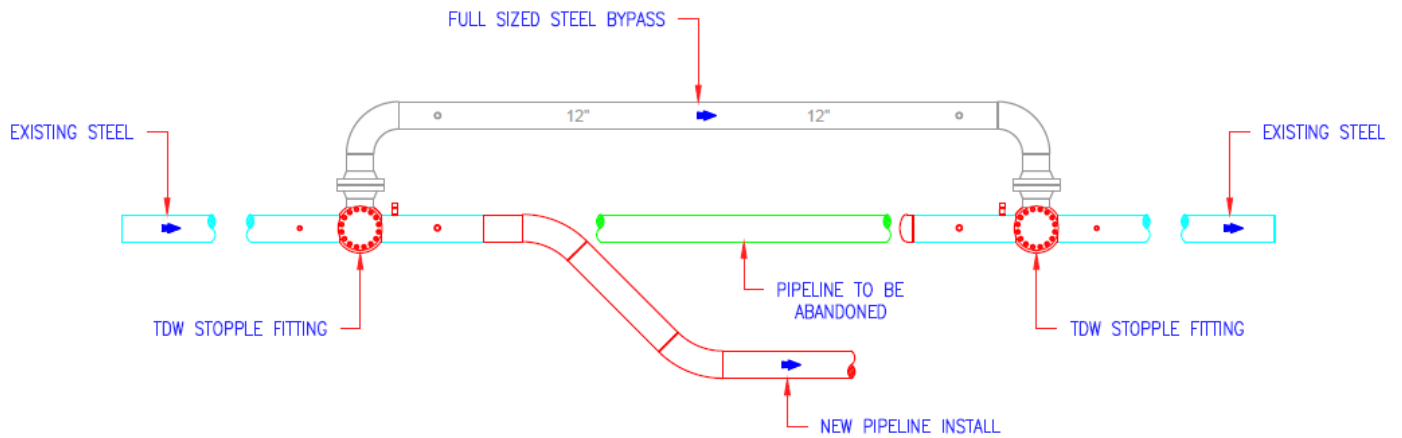 FULL SIZED STEEL BYPASS
12" 12"
EXISTING STEEL
EXISTING STEEL
PIPELINE TO BE
ABANDONED
TDW STOPPLE FITTING
TDW STOPPLE FITTING
NEW PIPELINE INSTALL